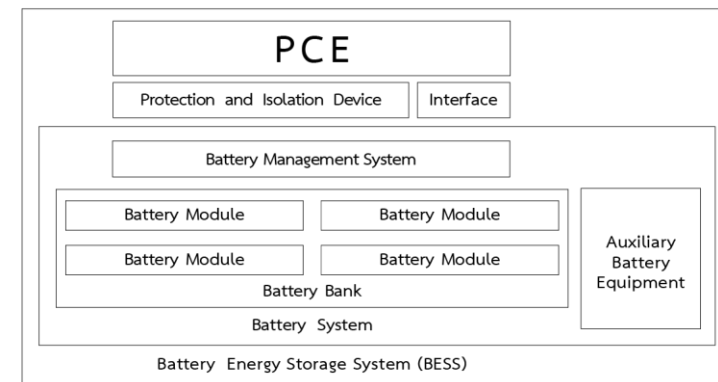 PCE
Protection and Isolation Device
Interface
Battery Management System
Battery Module
Battery Module
Battery Module
Battery Module
Battery Bank
Auxiliary
Battery
Equipment
Battery System
Battery Energy Storage System (BESS)